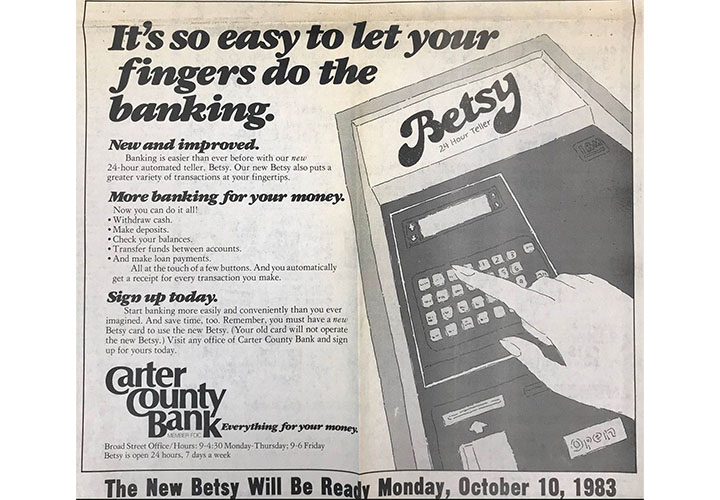 It's so easy to let your
fingers do the
banking.
New and improved.
Banking is easier than ever before with our new
24-hour automated teller, Betsy. Our new Betsy also puts a
greater variety of transactions at your fingertips.
More banking for your money.
Now you can do it all!
• Withdraw cash.
• Make deposits.
• Check your balances.
• Transfer funds between accounts.
• And make loan payments.
All at the touch of a few buttons. And you automatically
get a receipt for every transaction you make.
Sign up today.
Start banking more easily and conveniently than you ever
imagined. And save time, too. Remember, you must have a new
Betsy card to use the new Betsy. (Your old card will not operate
the new Betsy.) Visit any office of Carter County Bank and sign
up for yours today.
Carter
County
Bank
MEMBER FDIC
Everything for your money.
Broad Street Office/Hours: 9-4:30 Monday-Thursday; 9-6 Friday
Betsy is open 24 hours, 7 days a week
Betsy
24 Hour Teller
1 2 3
Open
The New Betsy Will Be Ready Monday, October 10, 1983